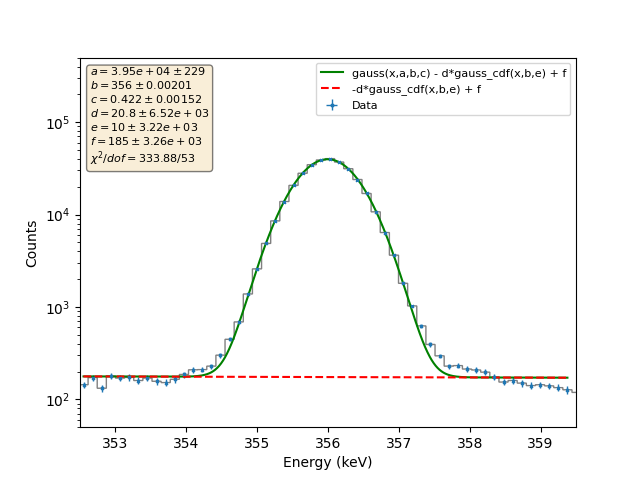 a = 3.95e + 04 ± 229
b = 356 ± 0.00201
c = 0.422 ± 0.00152
d = 20.8 ± 6.52e + 03
e = 10 ± 3.22e + 03
f = 185 ± 3.26e + 03
χ²/dof = 333.88/53
gauss(x,a,b,c) - d*gauss_cdf(x,b,e) + f
-d*gauss_cdf(x,b,e) + f
Data
10⁵
10⁴
10³
10²
Counts
353 354 355 356 357 358 359
Energy (keV)